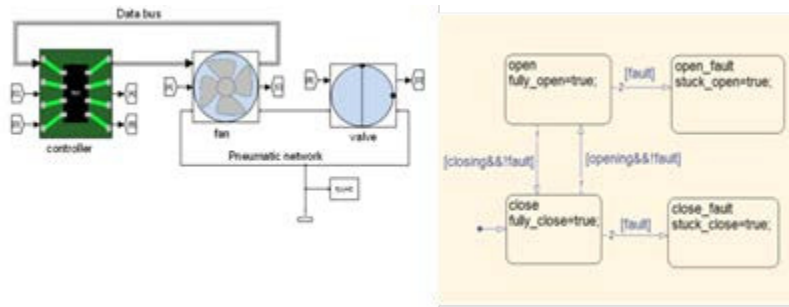 Data bus
controller
fan
valve
Pneumatic network
open
fully_open=true;
[fault]
2
open_fault
stuck_open=true;
[closing&&!fault]
[opening&&!fault]
close
fully_close=true;
[fault]
2
close_fault
stuck_close=true;